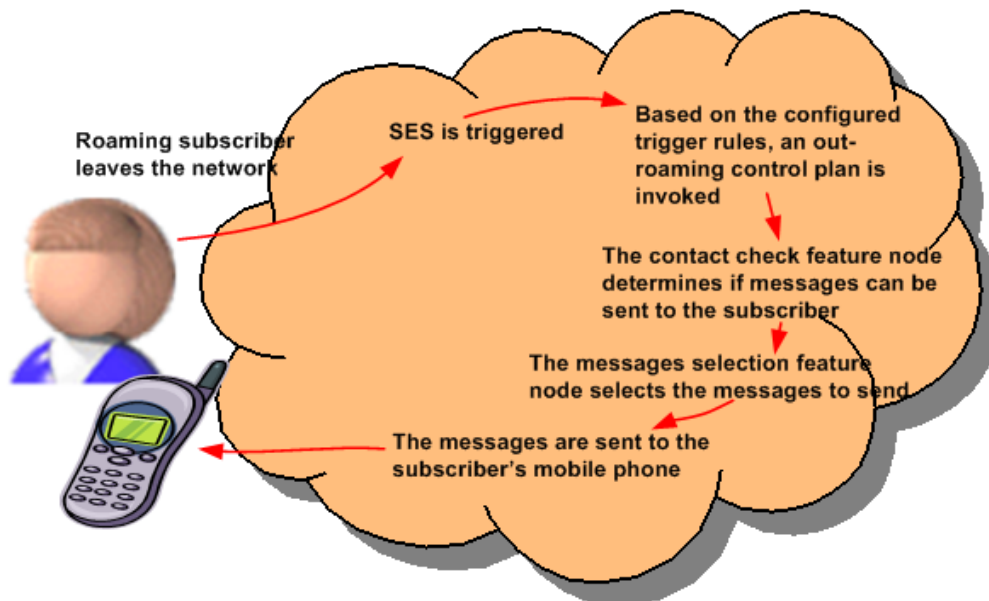 Roaming subscriber
leaves the network
SES is triggered
Based on the configured
trigger rules, an out-
roaming control plan is
invoked
The contact check feature node
determines if messages can be
sent to the subscriber
The messages selection feature
node selects the messages to send
The messages are sent to the
subscriber's mobile phone